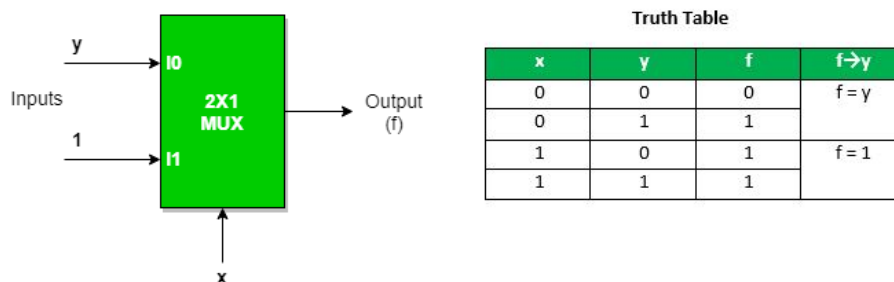 Truth Table
y
I0
Inputs
2X1
MUX
Output
(f)
1
I1
x
x y f f→y
0 0 0 f = y
0 1 1
1 0 1 f = 1
1 1 1